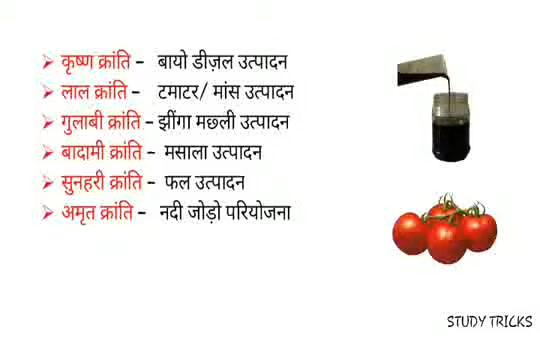 कृष्ण क्रांति – बायो डीज़ल उत्पादन
लाल क्रांति – टमाटर/ मांस उत्पादन
गुलाबी क्रांति – झींगा मछ्ली उत्पादन
बादामी क्रांति – मसाला उत्पादन
सुनहरी क्रांति – फल उत्पादन
अमृत क्रांति – नदी जोड़ो परियोजना
STUDY TRICKS